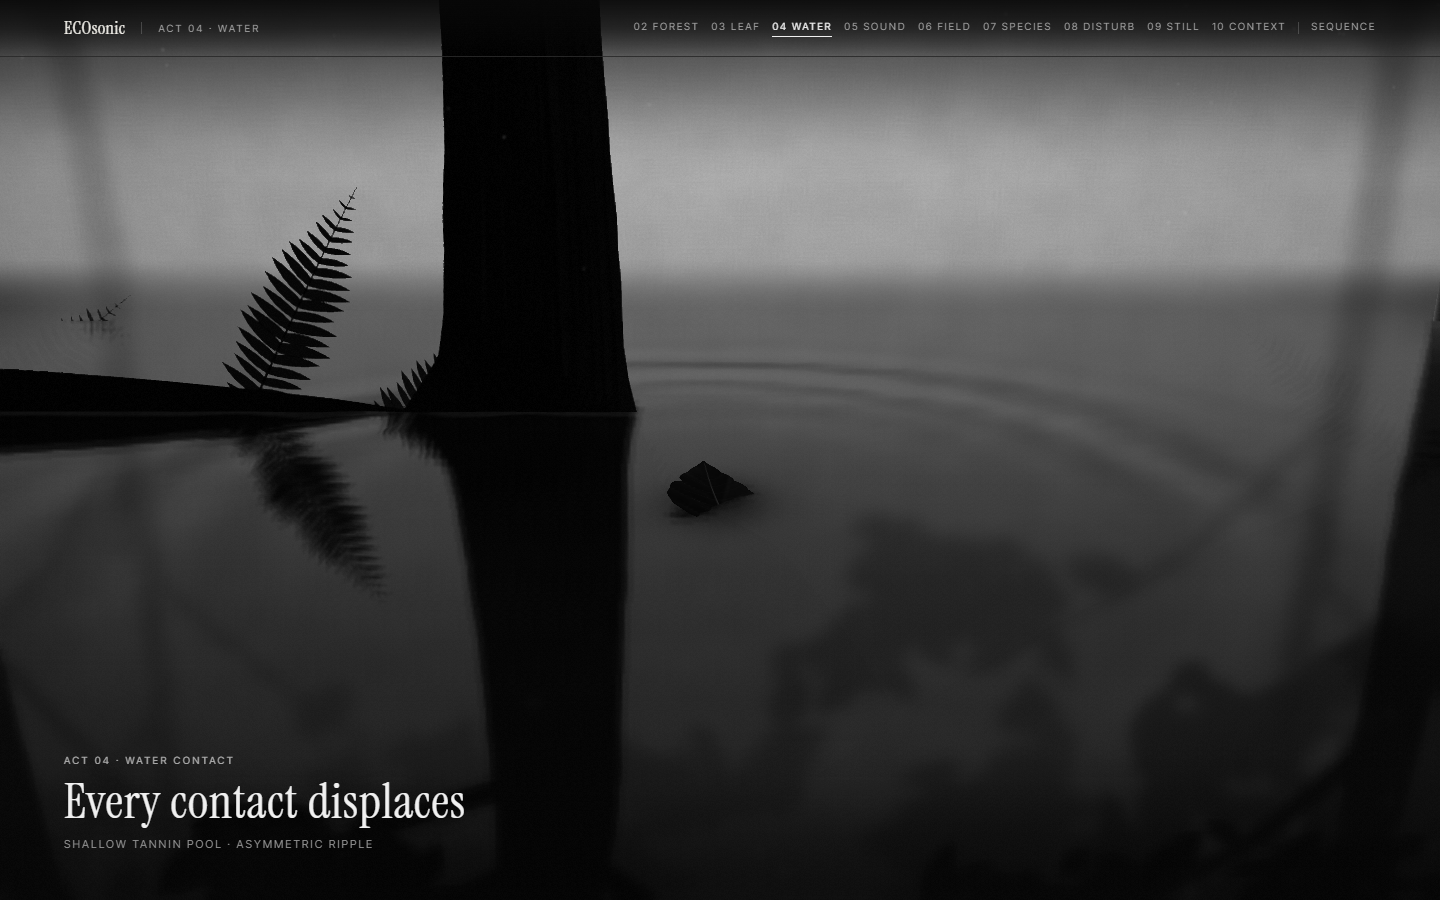 ECOsonic
ACT 04 · WATER
02 FOREST 03 LEAF 04 WATER 05 SOUND 06 FIELD 07 SPECIES 08 DISTURB 09 STILL 10 CONTEXT SEQUENCE
ACT 04 · WATER CONTACT
Every contact displaces
SHALLOW TANNIN POOL · ASYMMETRIC RIPPLE